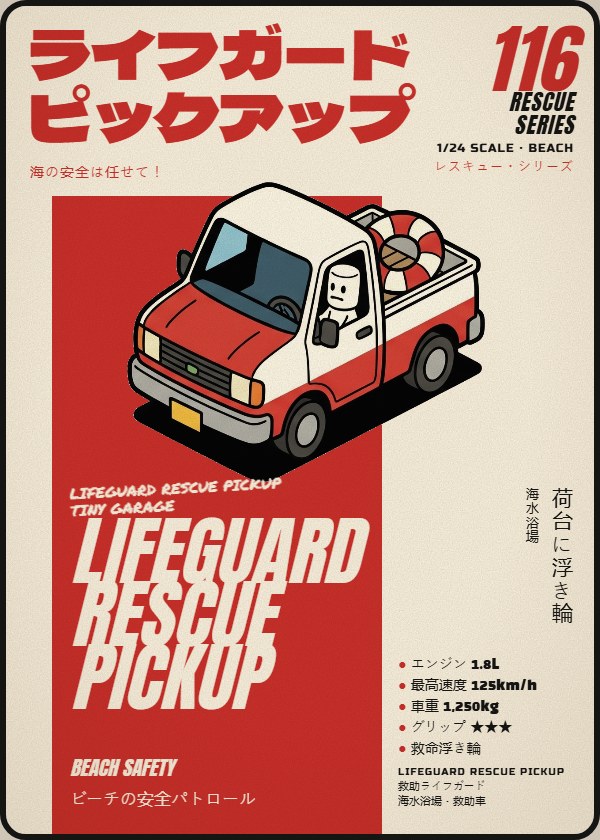 ライフガード
ピックアップ
海の安全は任せて！
116
RESCUE
SERIES
1/24 SCALE · BEACH
レスキュー・シリーズ
LIFEGUARD RESCUE PICKUP
TINY GARAGE
LIFEGUARD
RESCUE
PICKUP
荷台に浮き輪
海水浴場
BEACH SAFETY
ビーチの安全パトロール
● エンジン 1.8L
● 最高速度 125km/h
● 車重 1,250kg
● グリップ ★★★
● 救命浮き輪
LIFEGUARD RESCUE PICKUP
救助ライフガード
海水浴場・救助車